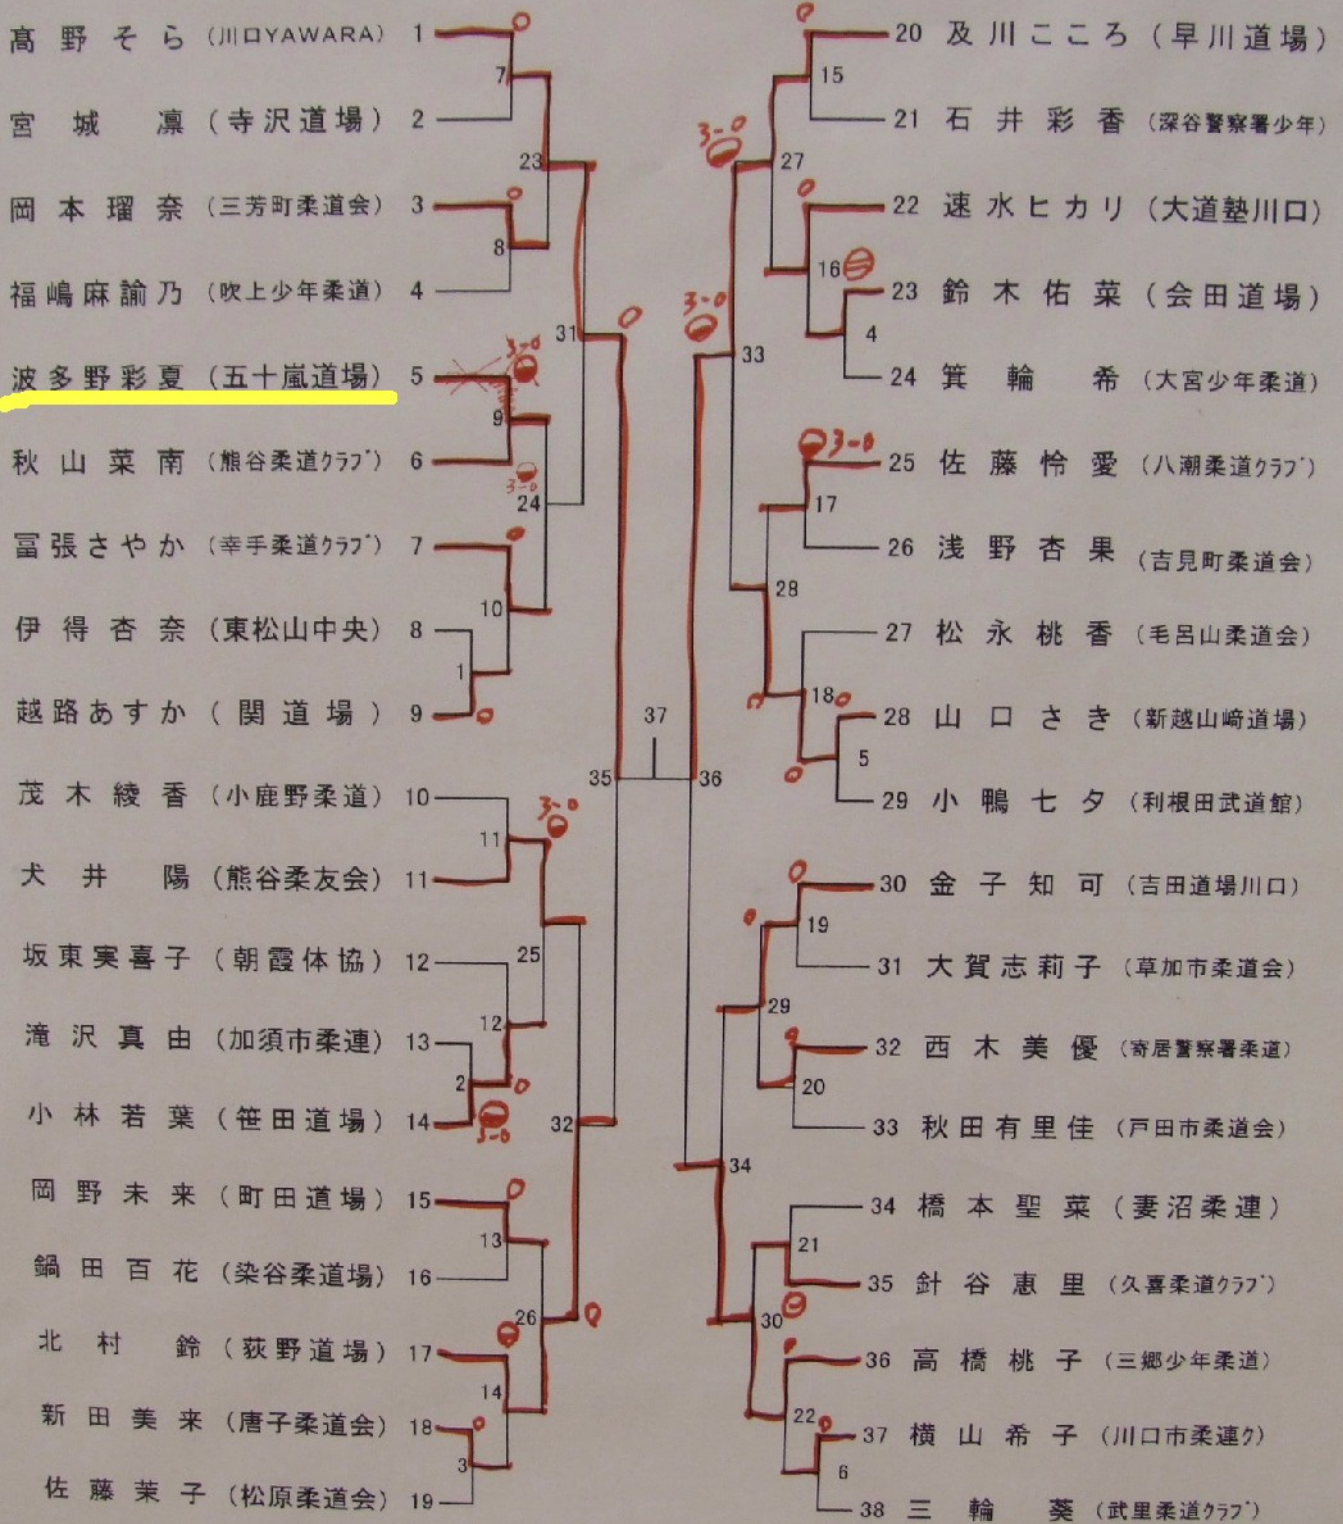 髙野そら (川口YAWARA) 1
宮城凛 (寺沢道場) 2
岡本瑠奈 (三芳町柔道会) 3
福嶋麻諭乃 (吹上少年柔道) 4
波多野彩夏 (五十嵐道場) 5
秋山菜南 (熊谷柔道クラブ) 6
冨張さやか (幸手柔道クラブ) 7
伊得杏奈 (東松山中央) 8
越路あすか (関道場) 9
茂木綾香 (小鹿野柔道) 10
犬井陽 (熊谷柔友会) 11
坂東実喜子 (朝霞体協) 12
滝沢真由 (加須市柔連) 13
小林若葉 (笹田道場) 14
岡野未来 (町田道場) 15
鍋田百花 (染谷柔道場) 16
北村鈴 (荻野道場) 17
新田美来 (唐子柔道会) 18
佐藤茉子 (松原柔道会) 19
7
23
8
31
3-0
9
3-0
24
10
1
35
3-0
11
25
12
2
3-0
32
13
26
14
3
37
20 及川こころ (早川道場)
21 石井彩香 (深谷警察署少年)
22 速水ヒカリ (大道塾川口)
23 鈴木佑菜 (会田道場)
24 箕輪希 (大宮少年柔道)
25 佐藤怜愛 (八潮柔道クラブ)
26 浅野杏果 (吉見町柔道会)
27 松永桃香 (毛呂山柔道会)
28 山口さき (新越山﨑道場)
29 小鴨七夕 (利根田武道館)
30 金子知可 (吉田道場川口)
31 大賀志莉子 (草加市柔道会)
32 西木美優 (寄居警察署柔道)
33 秋田有里佳 (戸田市柔道会)
34 橋本聖菜 (妻沼柔連)
35 針谷恵里 (久喜柔道クラブ)
36 高橋桃子 (三郷少年柔道)
37 横山希子 (川口市柔連ク)
38 三輪葵 (武里柔道クラブ)
15
3-0
27
16
3-0
33
4
3-0
17
28
18
5
36
19
29
20
34
21
30
22
6